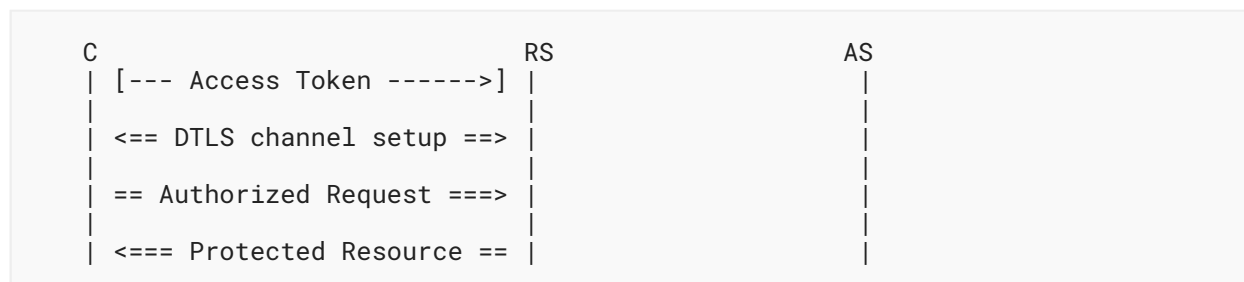 C                            RS                   AS
| [--- Access Token ------>] |                     |
|                            |                     |
| <== DTLS channel setup ==> |                     |
|                            |                     |
| == Authorized Request ===> |                     |
|                            |                     |
| <=== Protected Resource == |                     |